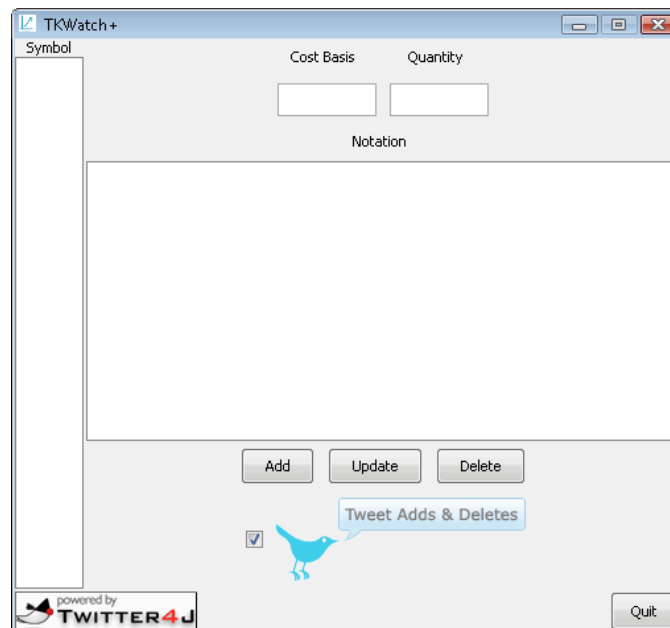 TKWatch+
Symbol
Cost Basis
Quantity
Notation
Add
Update
Delete
Tweet Adds & Deletes
powered by
TWITTER4J
Quit